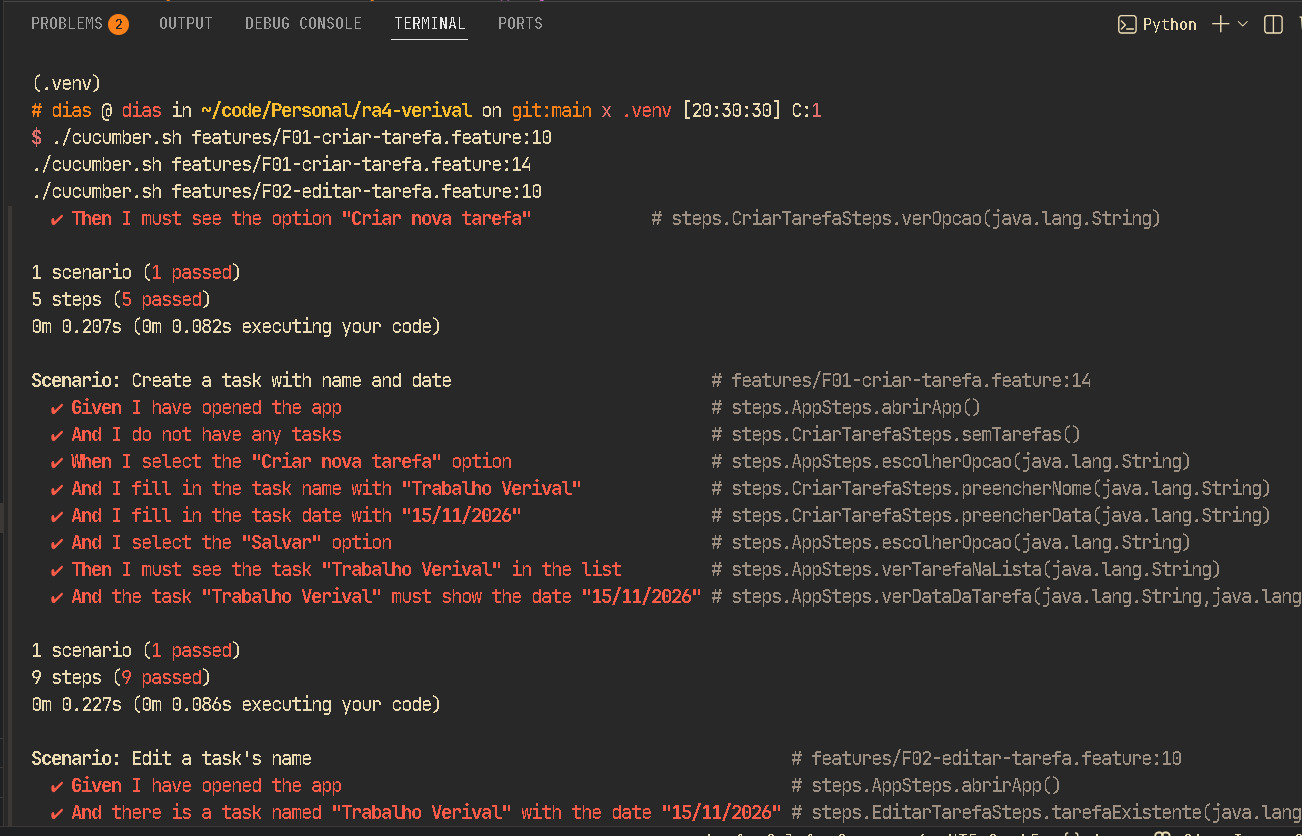 PROBLEMS 2 OUTPUT DEBUG CONSOLE TERMINAL PORTS Python
(.venv)
# dias @ dias in ~/code/Personal/ra4-verival on git:main x .venv [20:30:30] C:1
$ ./cucumber.sh features/F01-criar-tarefa.feature:10
./cucumber.sh features/F01-criar-tarefa.feature:14
./cucumber.sh features/F02-editar-tarefa.feature:10
✔ Then I must see the option "Criar nova tarefa" # steps.CriarTarefaSteps.verOpcao(java.lang.String)
1 scenario (1 passed)
5 steps (5 passed)
0m 0.207s (0m 0.082s executing your code)
Scenario: Create a task with name and date # features/F01-criar-tarefa.feature:14
✔ Given I have opened the app # steps.AppSteps.abrirApp()
✔ And I do not have any tasks # steps.CriarTarefaSteps.semTarefas()
✔ When I select the "Criar nova tarefa" option # steps.AppSteps.escolherOpcao(java.lang.String)
✔ And I fill in the task name with "Trabalho Verival" # steps.CriarTarefaSteps.preencherNome(java.lang.String)
✔ And I fill in the task date with "15/11/2026" # steps.CriarTarefaSteps.preencherData(java.lang.String)
✔ And I select the "Salvar" option # steps.AppSteps.escolherOpcao(java.lang.String)
✔ Then I must see the task "Trabalho Verival" in the list # steps.AppSteps.verTarefaNaLista(java.lang.String)
✔ And the task "Trabalho Verival" must show the date "15/11/2026" # steps.AppSteps.verDataDaTarefa(java.lang.String,java.lang
1 scenario (1 passed)
9 steps (9 passed)
0m 0.227s (0m 0.086s executing your code)
Scenario: Edit a task's name # features/F02-editar-tarefa.feature:10
✔ Given I have opened the app # steps.AppSteps.abrirApp()
✔ And there is a task named "Trabalho Verival" with the date "15/11/2026" # steps.EditarTarefaSteps.tarefaExistente(java.lang